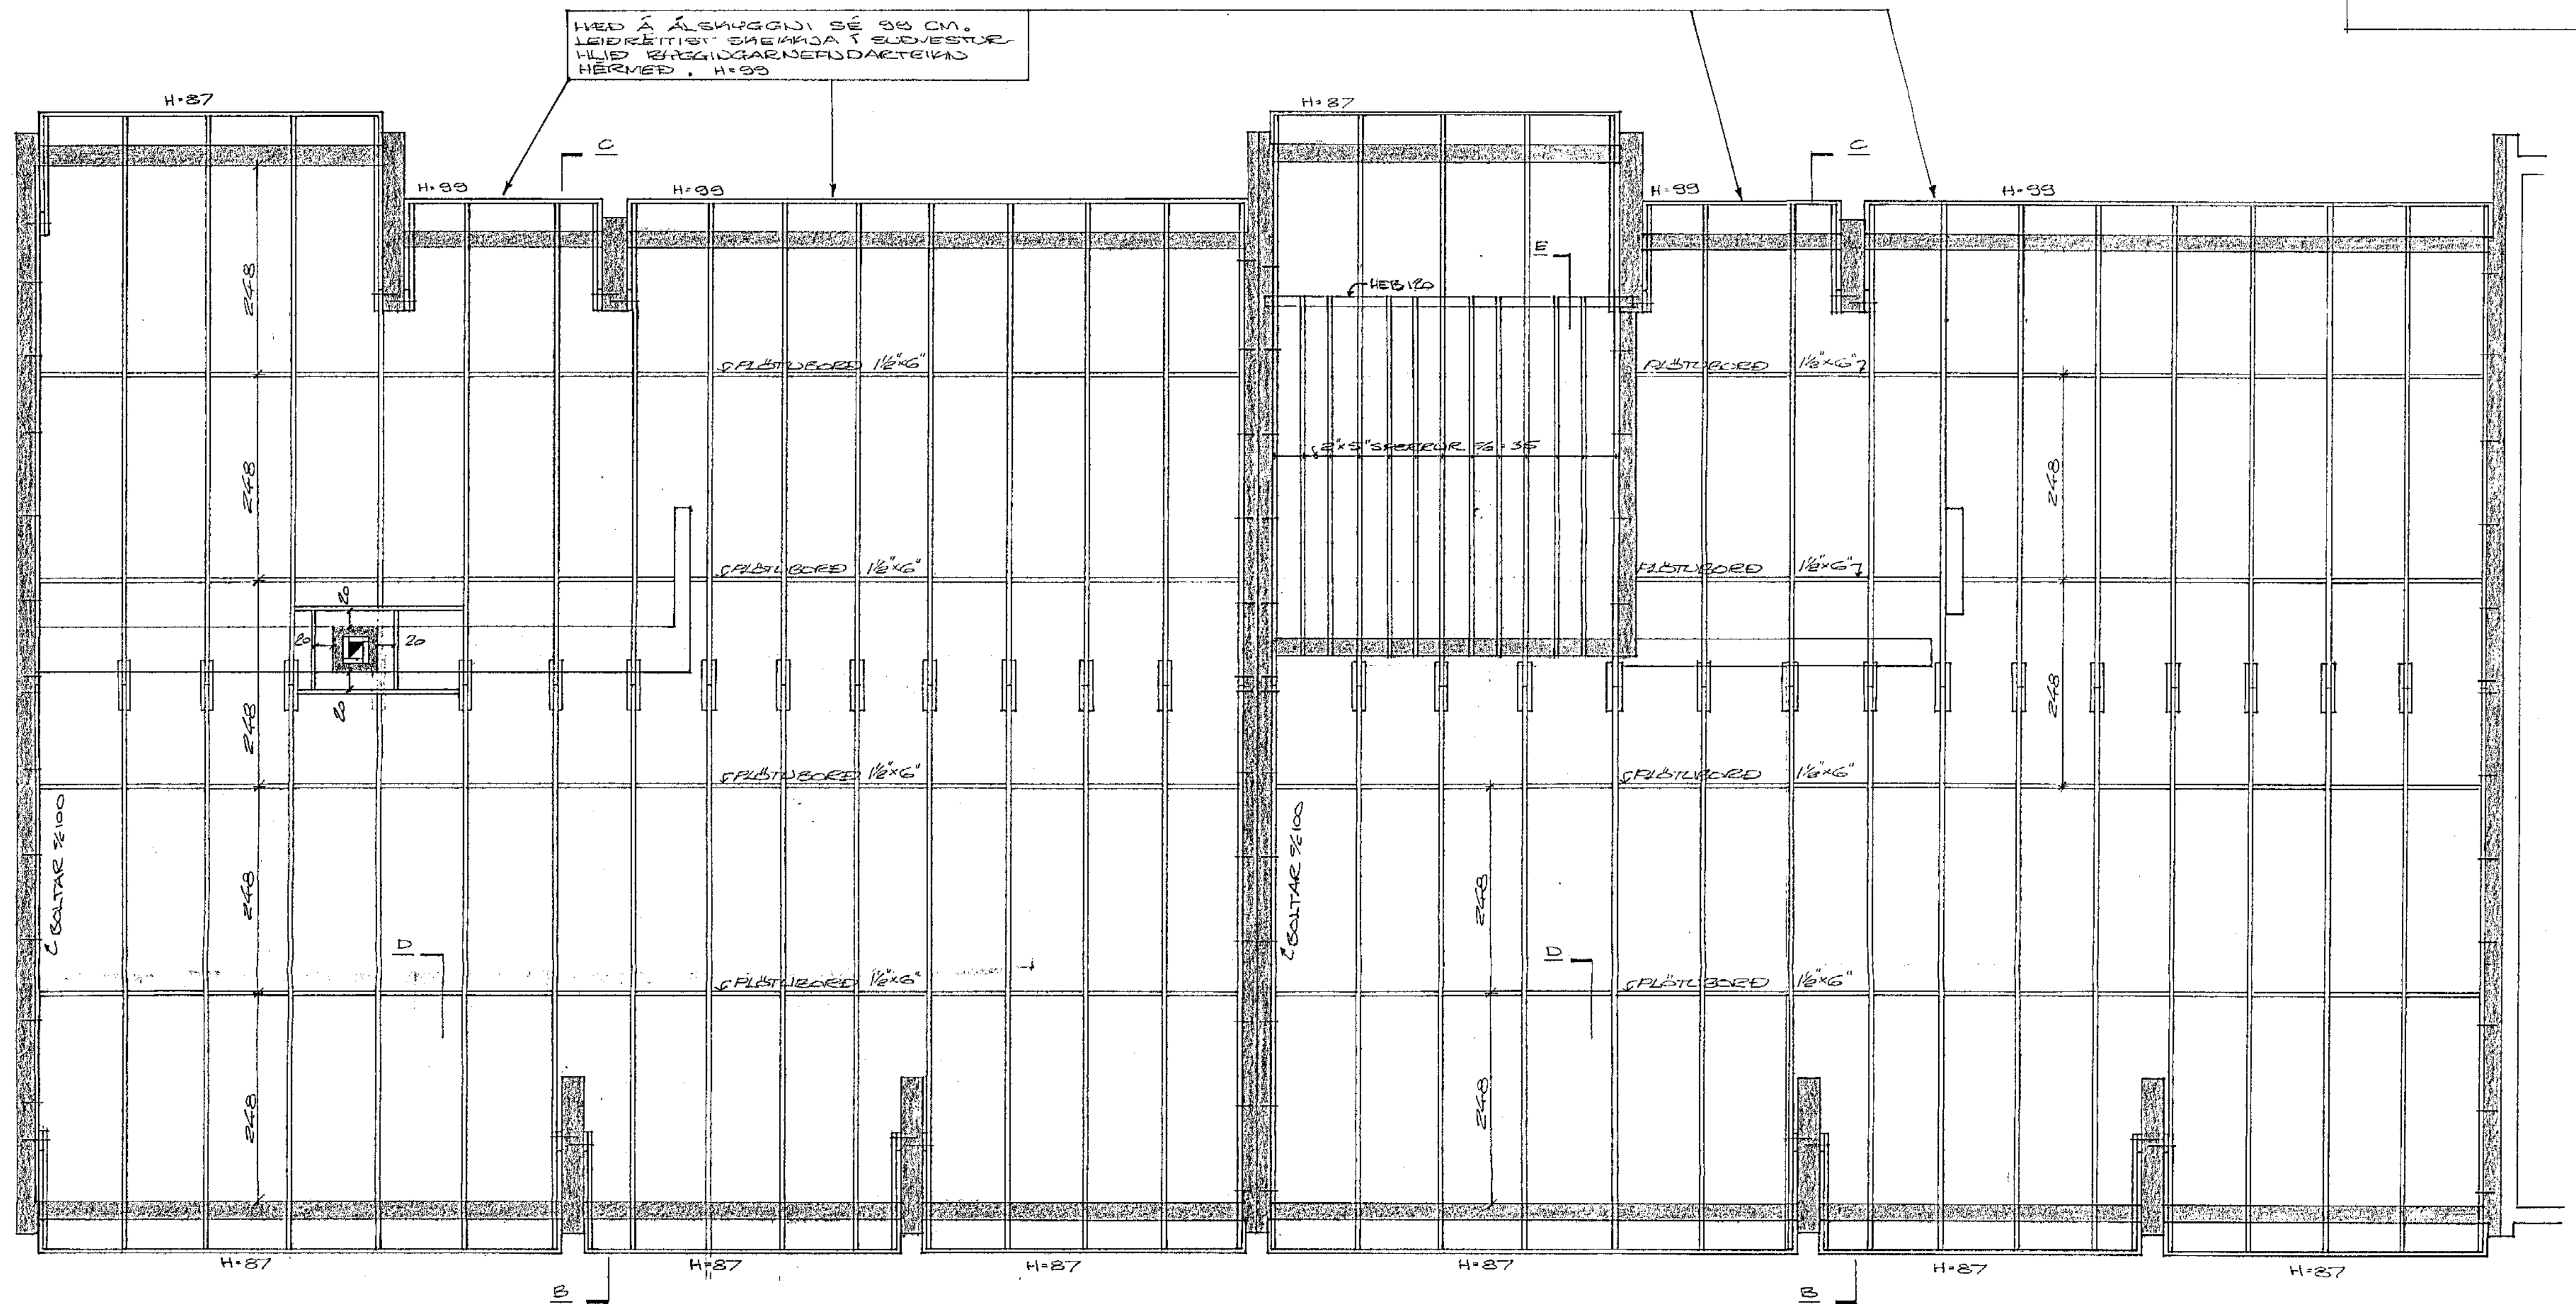 HÆÐ Á ÁLSKYGGNI SÉ 99 CM.
LEIÐRÉTTIST SKEKKJA Í SUÐVESTUR-
HLIÐ BYGGINGARNEFNDARTEIKN
HÉRMEÐ. H=99
H=87
H=87
C
C
H=99
H=99
H=99
H=99
E
HEB 120
248
PLÖTUBORÐ 1½"x6"
PLÖTUBORÐ 1½"x6"
2"x5" SPERRUR c/c=35
248
248
PLÖTUBORÐ 1½"x6"
PLÖTUBORÐ 1½"x6"
20
20
20
20
248
248
PLÖTUBORÐ 1½"x6"
PLÖTUBORÐ 1½"x6"
BOLTAR c/c 100
BOLTAR c/c 100
248
248
D
D
PLÖTUBORÐ 1½"x6"
PLÖTUBORÐ 1½"x6"
248
248
H=87
H=87
H=87
H=87
H=87
H=87
B
B